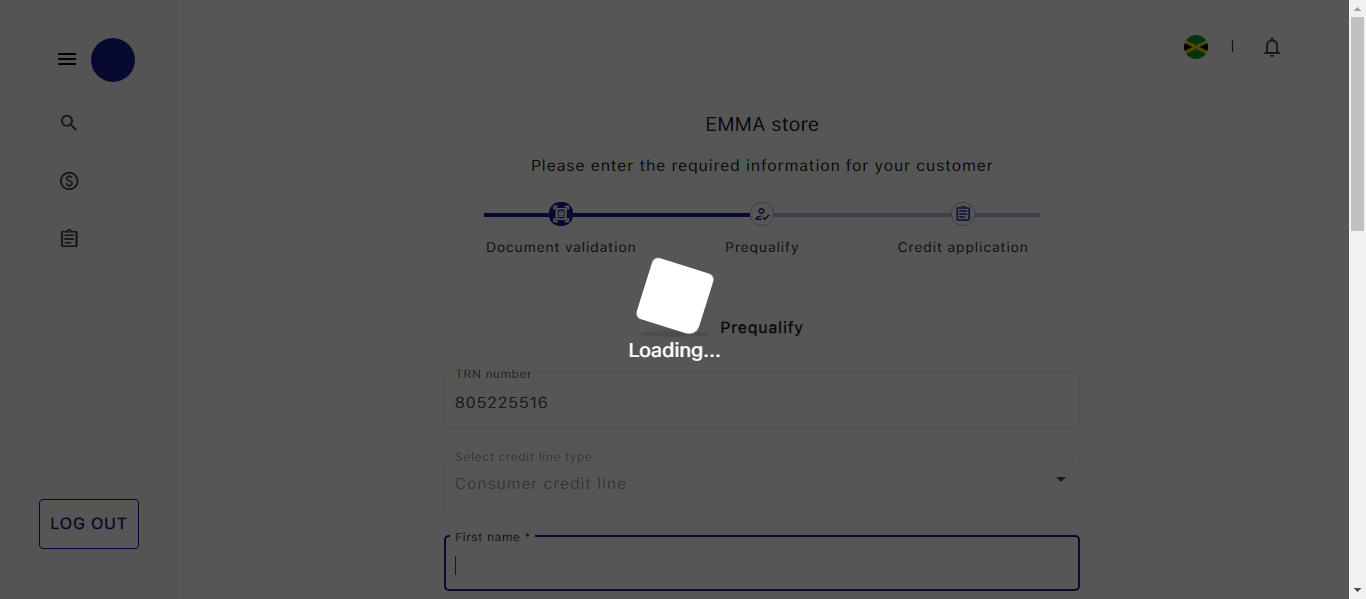 EMMA store
Please enter the required information for your customer
Document validation
Prequalify
Credit application
Prequalify
Loading...
TRN number
805225516
Select credit line type
Consumer credit line
First name *
LOG OUT